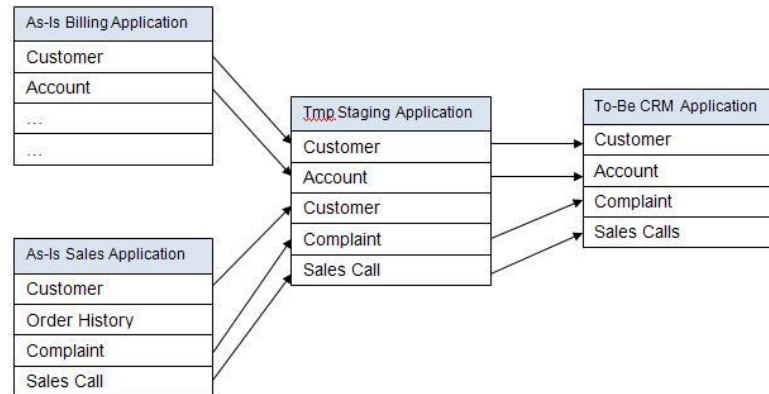 As-Is Billing Application
Customer
Account
...
...
As-Is Sales Application
Customer
Order History
Complaint
Sales Call
Tmp Staging Application
Customer
Account
Customer
Complaint
Sales Call
To-Be CRM Application
Customer
Account
Complaint
Sales Calls